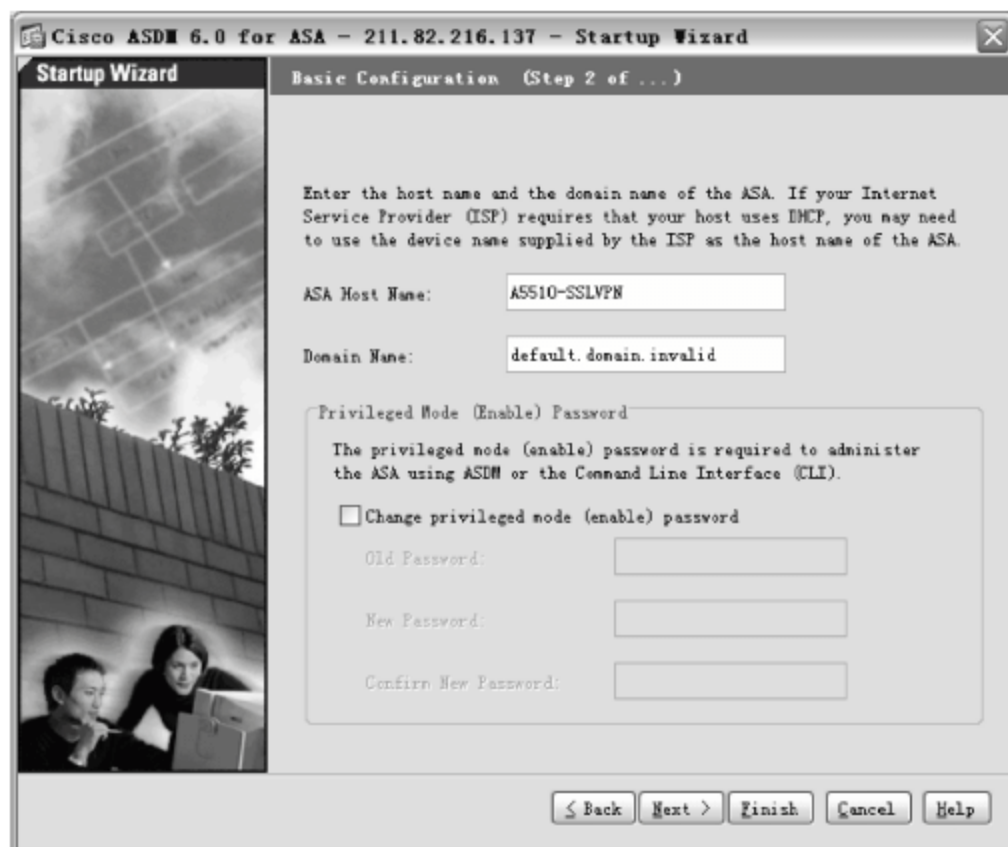 Cisco ASDM 6.0 for ASA - 211.82.216.137 - Startup Wizard
Startup Wizard
Basic Configuration (Step 2 of ...)
Enter the host name and the domain name of the ASA. If your Internet
Service Provider (ISP) requires that your host uses DHCP, you may need
to use the device name supplied by the ISP as the host name of the ASA.
ASA Host Name:
A5510-SSLVPN
Domain Name:
default.domain.invalid
Privileged Mode (Enable) Password
The privileged mode (enable) password is required to administer
the ASA using ASDM or the Command Line Interface (CLI).
Change privileged mode (enable) password
Old Password:
New Password:
Confirm New Password:
< Back
Next >
Finish
Cancel
Help